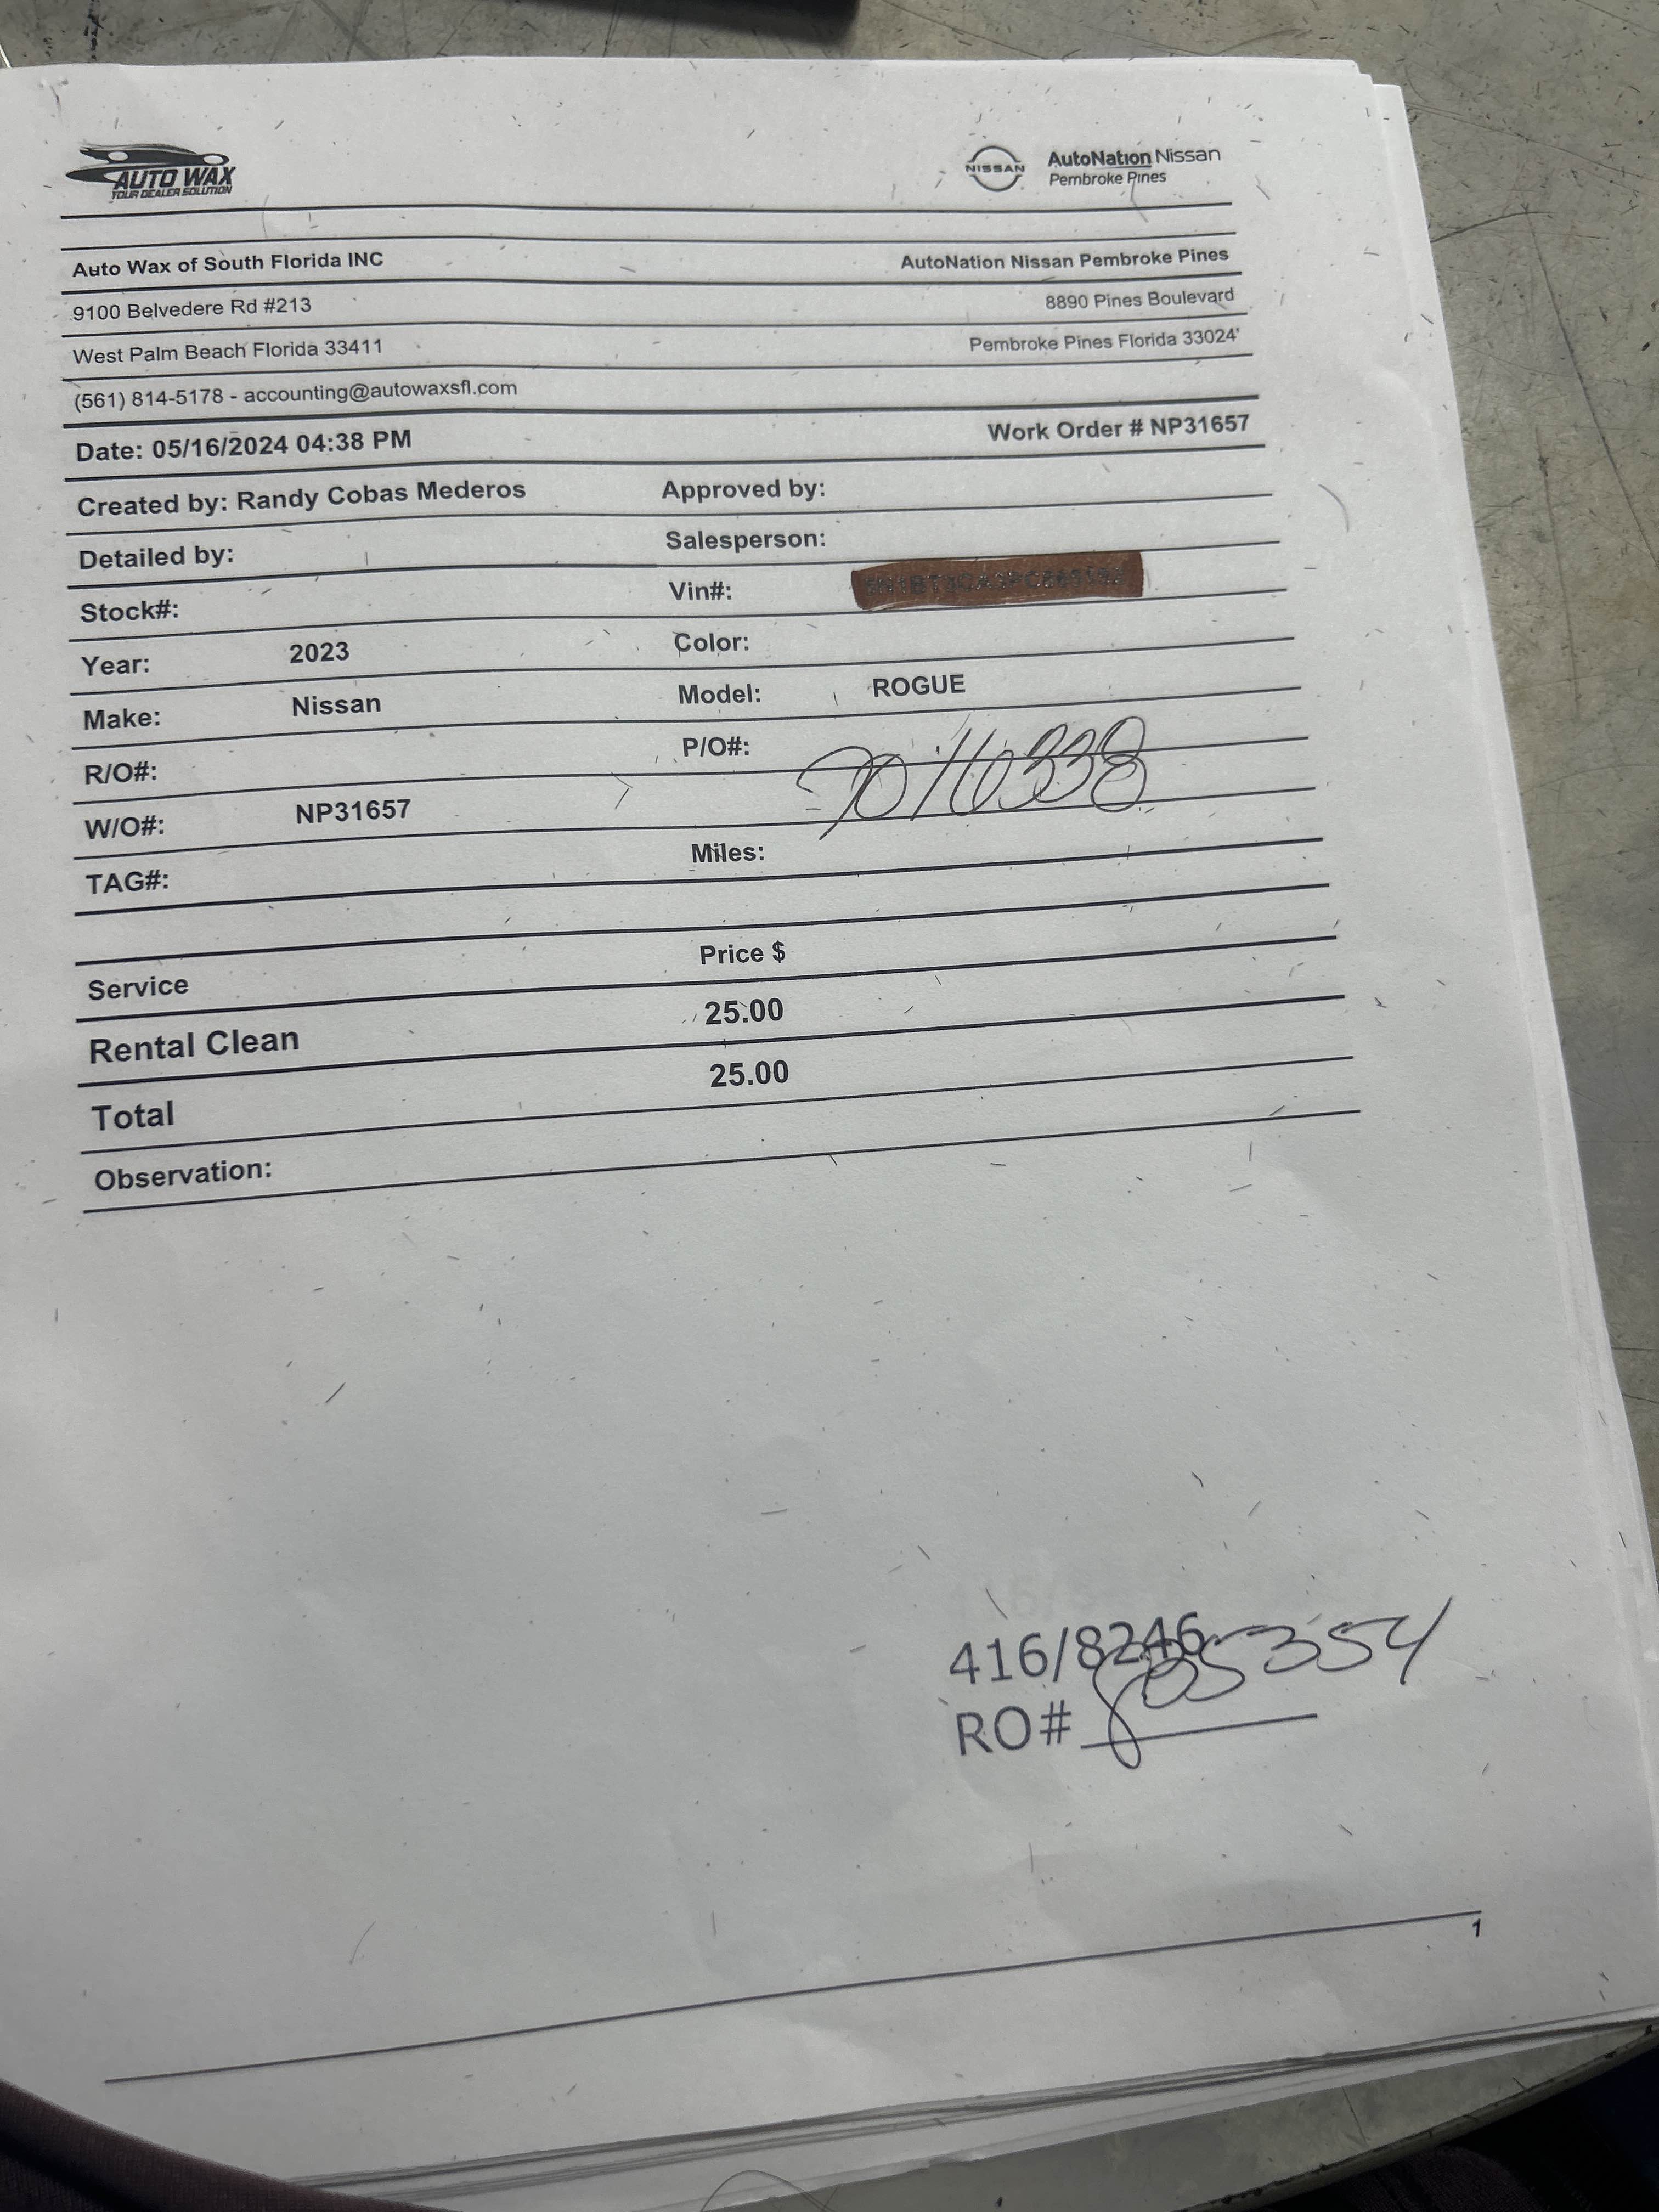 AUTO WAX
YOUR DEALER SOLUTION
NISSAN
AutoNation Nissan
Pembroke Pines
Auto Wax of South Florida INC
AutoNation Nissan Pembroke Pines
9100 Belvedere Rd #213
8890 Pines Boulevard
West Palm Beach Florida 33411
Pembroke Pines Florida 33024
(561) 814-5178 - accounting@autowaxsfl.com
Date: 05/16/2024 04:38 PM
Work Order # NP31657
Created by: Randy Cobas Mederos
Approved by:
Detailed by:
Salesperson:
Stock#:
Vin#:
Year: 2023
Color:
Make: Nissan
Model: ROGUE
R/O#:
P/O#: 7016338
W/O#: NP31657
TAG#:
Miles:
Service Price $
Rental Clean 25.00
Total 25.00
Observation:
416/8246
RO# 805354
1